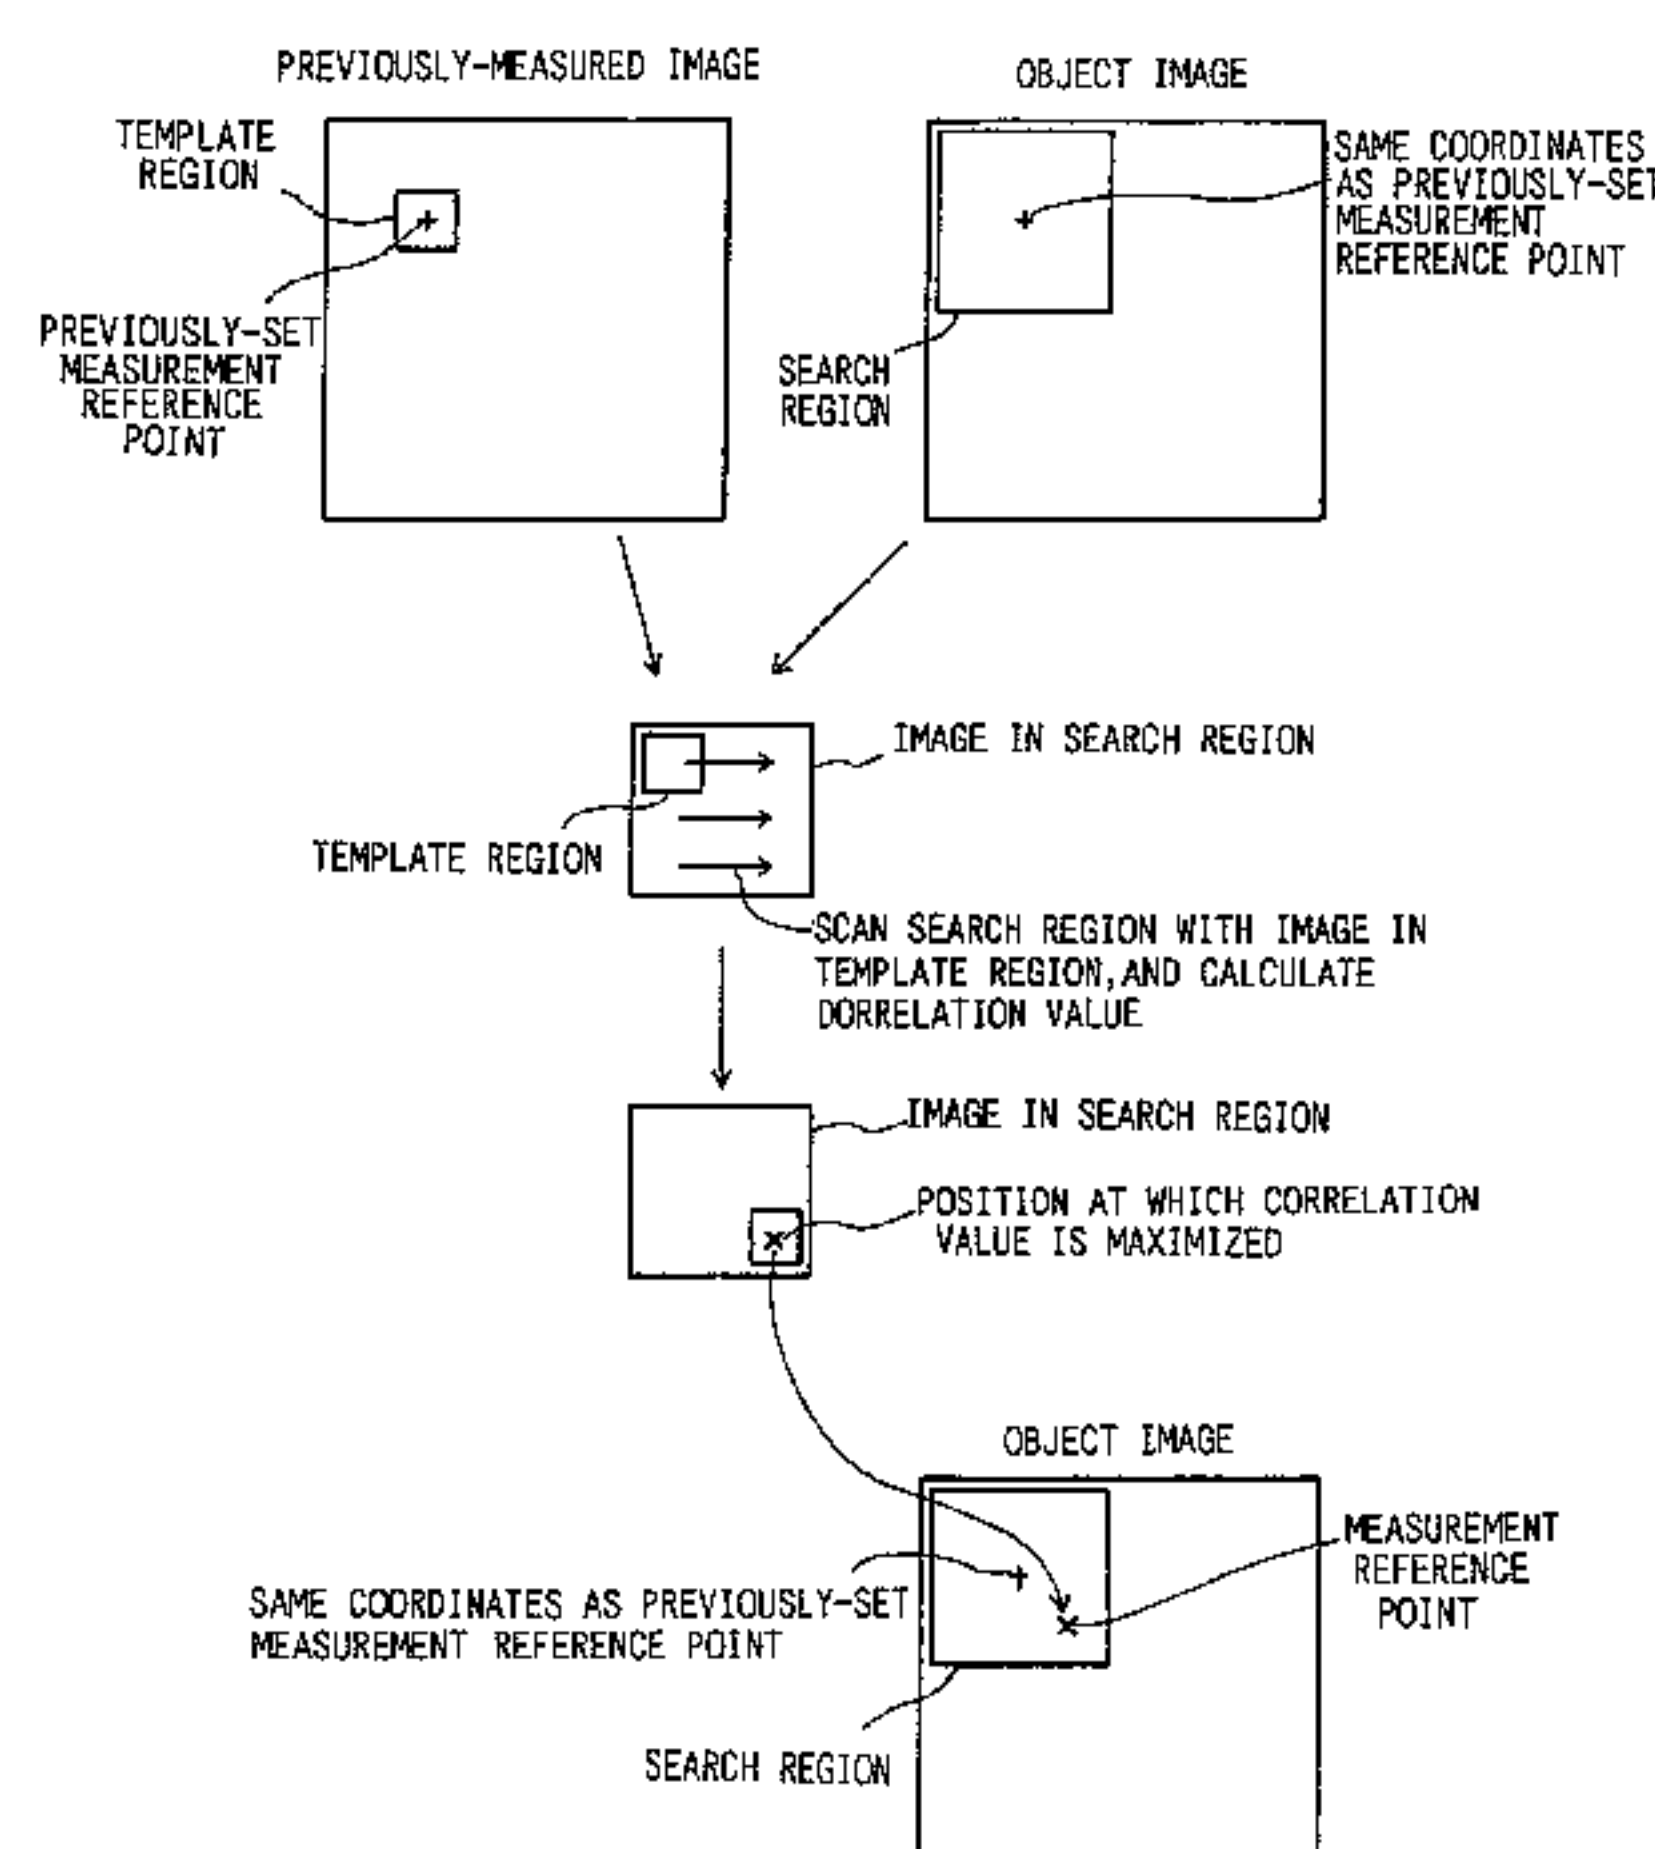 PREVIOUSLY-MEASURED IMAGE
OBJECT IMAGE
TEMPLATE
REGION
SAME COORDINATES
AS PREVIOUSLY-SET
MEASUREMENT
REFERENCE POINT
PREVIOUSLY-SET
MEASUREMENT
REFERENCE
POINT
SEARCH
REGION
IMAGE IN SEARCH REGION
TEMPLATE REGION
SCAN SEARCH REGION WITH IMAGE IN
TEMPLATE REGION,AND CALCULATE
DORRELATION VALUE
IMAGE IN SEARCH REGION
POSITION AT WHICH CORRELATION
VALUE IS MAXIMIZED
OBJECT IMAGE
MEASUREMENT
REFERENCE
POINT
SAME COORDINATES AS PREVIOUSLY-SET
MEASUREMENT REFERENCE POINT
SEARCH REGION